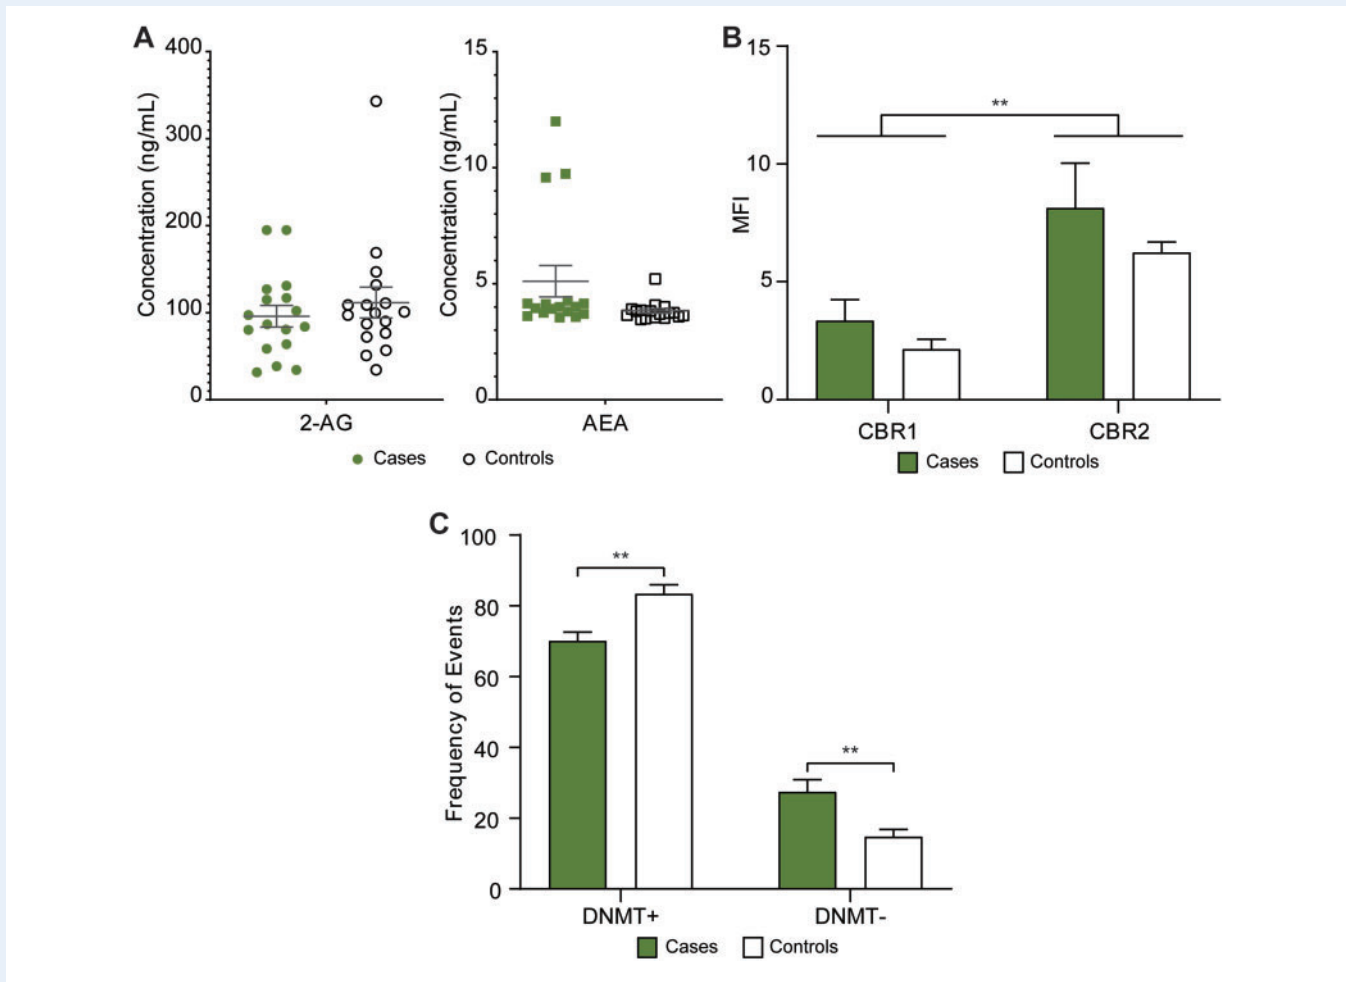 A
Concentration (ng/mL)
400
300
200
100
0
2-AG
Concentration (ng/mL)
15
10
5
0
AEA
Cases
Controls
B
MFI
15
10
5
0
**
CBR1
CBR2
Cases
Controls
C
Frequency of Events
100
80
60
40
20
0
**
**
DNMT+
DNMT-
Cases
Controls